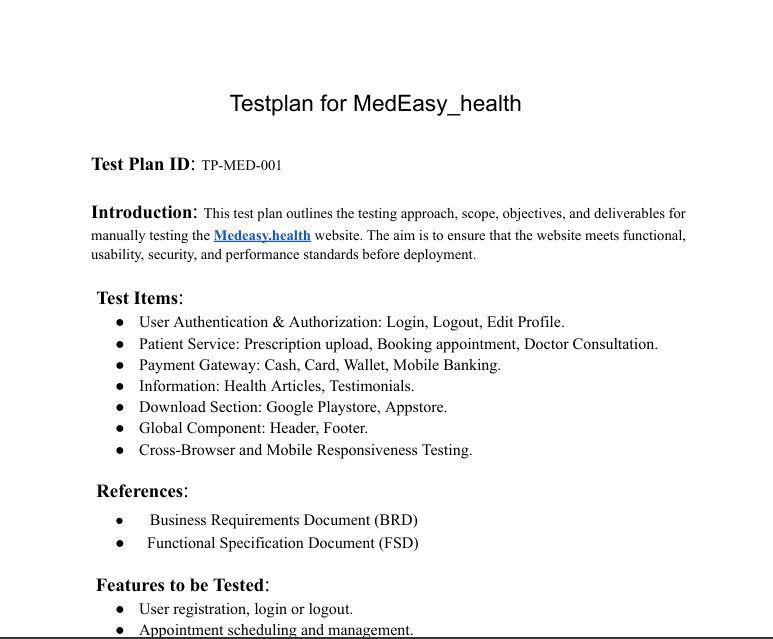 Testplan for MedEasy_health
Test Plan ID: TP-MED-001
Introduction: This test plan outlines the testing approach, scope, objectives, and deliverables for
manually testing the Medeasy.health website. The aim is to ensure that the website meets functional,
usability, security, and performance standards before deployment.
Test Items:
● User Authentication & Authorization: Login, Logout, Edit Profile.
● Patient Service: Prescription upload, Booking appointment, Doctor Consultation.
● Payment Gateway: Cash, Card, Wallet, Mobile Banking.
● Information: Health Articles, Testimonials.
● Download Section: Google Playstore, Appstore.
● Global Component: Header, Footer.
● Cross-Browser and Mobile Responsiveness Testing.
References:
● Business Requirements Document (BRD)
● Functional Specification Document (FSD)
Features to be Tested:
● User registration, login or logout.
● Appointment scheduling and management.